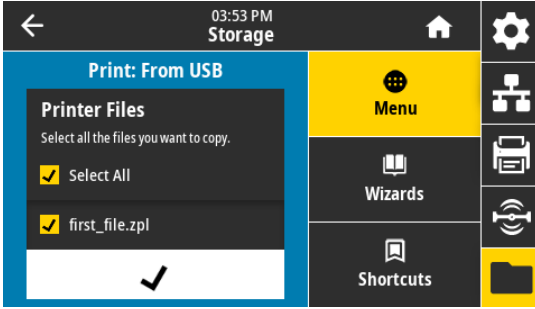 03:53 PM
Storage
Print: From USB
Printer Files
Select all the files you want to copy.
Select All
first_file.zpl
Menu
Wizards
Shortcuts